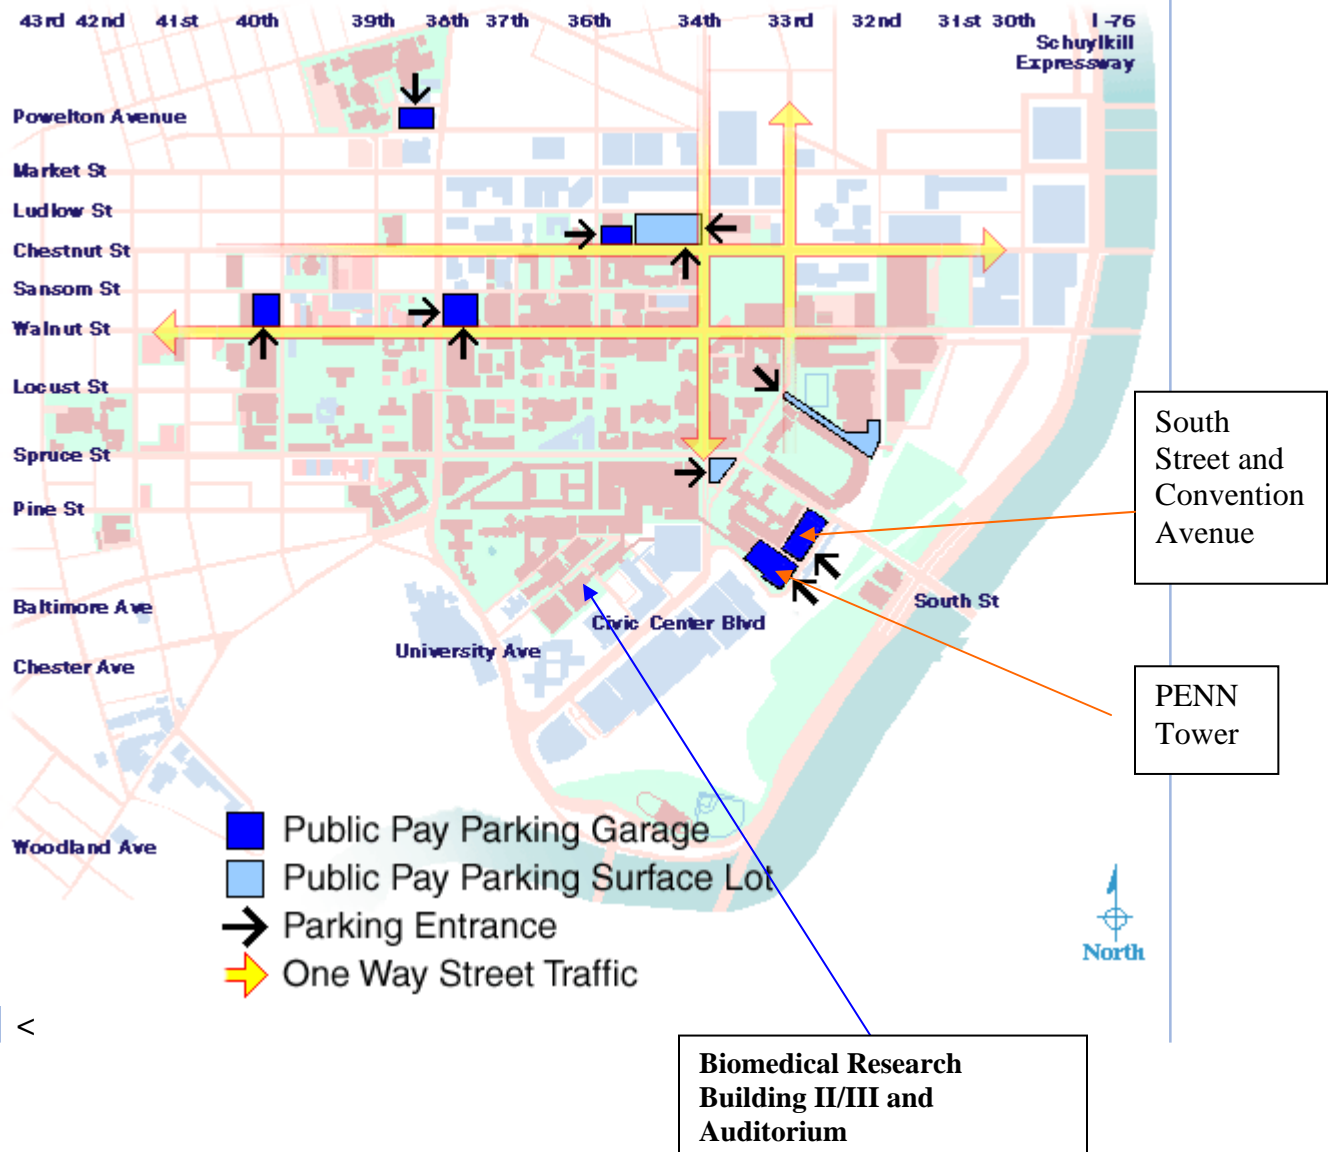 43rd 42nd 41st 40th 39th 38th 37th 36th 34th 33rd 32nd 31st 30th I-76
Schuylkill
Expressway
Powelton Avenue
Market St
Ludlow St
Chestnut St
Sansom St
Walnut St
Locust St
Spruce St
Pine St
Baltimore Ave
Chester Ave
Woodland Ave
University Ave
Civic Center Blvd
South St
South
Street and
Convention
Avenue
PENN
Tower
Public Pay Parking Garage
Public Pay Parking Surface Lot
Parking Entrance
One Way Street Traffic
North
<
Biomedical Research
Building II/III and
Auditorium